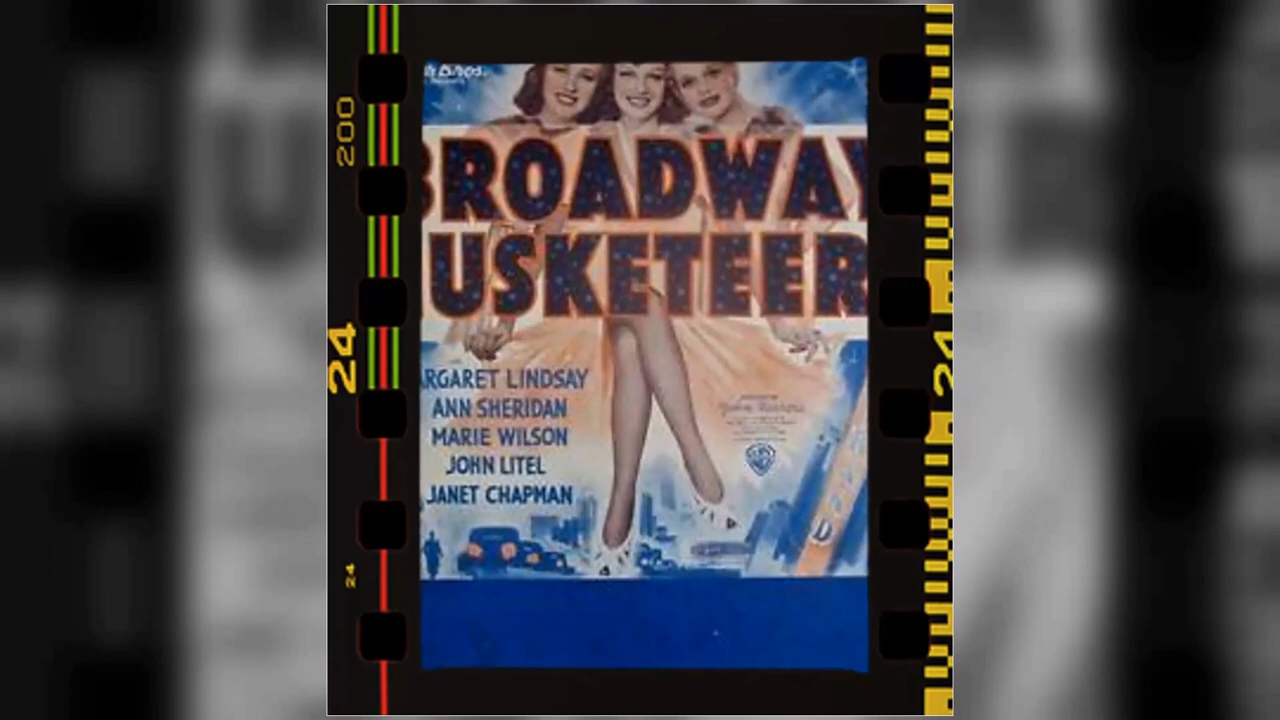 200
BROADWAY
USKETEER
24
24
ARGARET LINDSAY
ANN SHERIDAN
MARIE WILSON
JOHN LITEL
JANET CHAPMAN
24